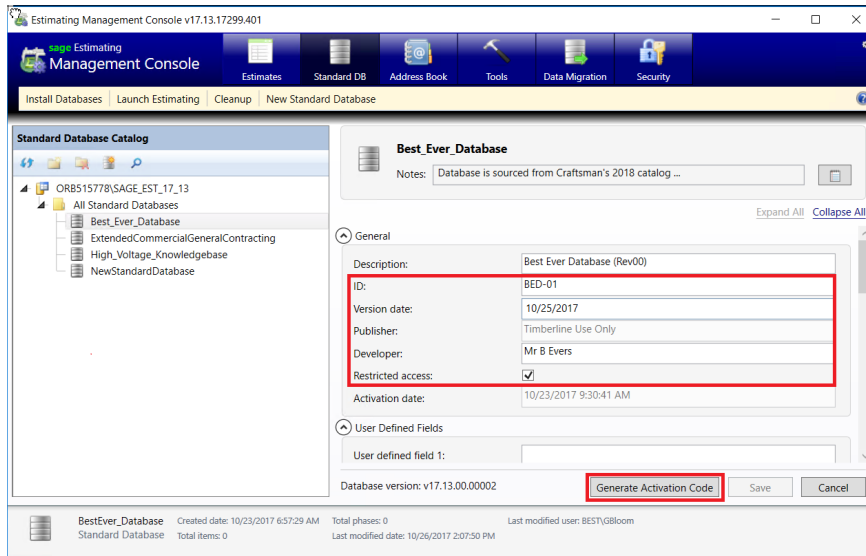 Estimating Management Console v17.13.17299.401
sage Estimating
Management Console
Estimates
Standard DB
Address Book
Tools
Data Migration
Security
Install Databases
Launch Estimating
Cleanup
New Standard Database
Standard Database Catalog
ORB515778\SAGE_EST_17_13
All Standard Databases
Best_Ever_Database
ExtendedCommercialGeneralContracting
High_Voltage_Knowledgebase
NewStandardDatabase
Best_Ever_Database
Notes: Database is sourced from Craftsman's 2018 catalog ...
Expand All Collapse All
General
Description: Best Ever Database (Rev00)
ID: BED-01
Version date: 10/25/2017
Publisher: Timberline Use Only
Developer: Mr B Evers
Restricted access:
Activation date: 10/23/2017 9:30:41 AM
User Defined Fields
User defined field 1:
Database version: v17.13.00.00002
Generate Activation Code
Save
Cancel
BestEver_Database Created date: 10/23/2017 6:57:29 AM Total phases: 0 Last modified user: BEST\GBloom
Standard Database Total items: 0 Last modified date: 10/26/2017 2:07:50 PM